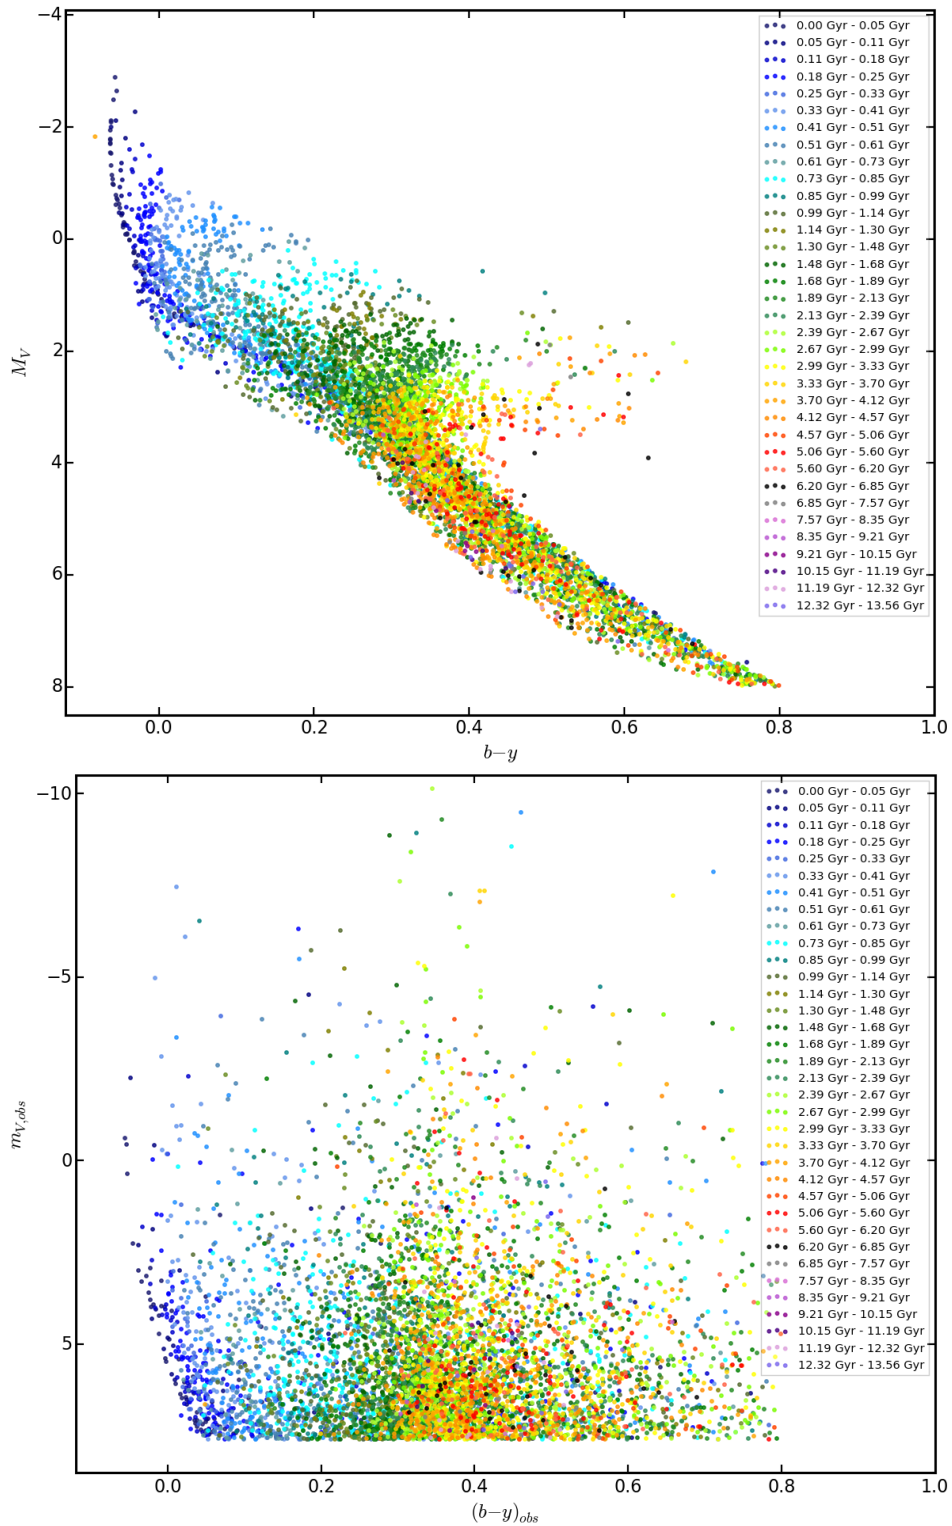 −4
−2
0
2
4
6
8
M_V
0.0 0.2 0.4 0.6 0.8 1.0
b−y
0.00 Gyr - 0.05 Gyr
0.05 Gyr - 0.11 Gyr
0.11 Gyr - 0.18 Gyr
0.18 Gyr - 0.25 Gyr
0.25 Gyr - 0.33 Gyr
0.33 Gyr - 0.41 Gyr
0.41 Gyr - 0.51 Gyr
0.51 Gyr - 0.61 Gyr
0.61 Gyr - 0.73 Gyr
0.73 Gyr - 0.85 Gyr
0.85 Gyr - 0.99 Gyr
0.99 Gyr - 1.14 Gyr
1.14 Gyr - 1.30 Gyr
1.30 Gyr - 1.48 Gyr
1.48 Gyr - 1.68 Gyr
1.68 Gyr - 1.89 Gyr
1.89 Gyr - 2.13 Gyr
2.13 Gyr - 2.39 Gyr
2.39 Gyr - 2.67 Gyr
2.67 Gyr - 2.99 Gyr
2.99 Gyr - 3.33 Gyr
3.33 Gyr - 3.70 Gyr
3.70 Gyr - 4.12 Gyr
4.12 Gyr - 4.57 Gyr
4.57 Gyr - 5.06 Gyr
5.06 Gyr - 5.60 Gyr
5.60 Gyr - 6.20 Gyr
6.20 Gyr - 6.85 Gyr
6.85 Gyr - 7.57 Gyr
7.57 Gyr - 8.35 Gyr
8.35 Gyr - 9.21 Gyr
9.21 Gyr - 10.15 Gyr
10.15 Gyr - 11.19 Gyr
11.19 Gyr - 12.32 Gyr
12.32 Gyr - 13.56 Gyr
−10
−5
0
5
m_{V,obs}
0.0 0.2 0.4 0.6 0.8 1.0
(b−y)_{obs}
0.00 Gyr - 0.05 Gyr
0.05 Gyr - 0.11 Gyr
0.11 Gyr - 0.18 Gyr
0.18 Gyr - 0.25 Gyr
0.25 Gyr - 0.33 Gyr
0.33 Gyr - 0.41 Gyr
0.41 Gyr - 0.51 Gyr
0.51 Gyr - 0.61 Gyr
0.61 Gyr - 0.73 Gyr
0.73 Gyr - 0.85 Gyr
0.85 Gyr - 0.99 Gyr
0.99 Gyr - 1.14 Gyr
1.14 Gyr - 1.30 Gyr
1.30 Gyr - 1.48 Gyr
1.48 Gyr - 1.68 Gyr
1.68 Gyr - 1.89 Gyr
1.89 Gyr - 2.13 Gyr
2.13 Gyr - 2.39 Gyr
2.39 Gyr - 2.67 Gyr
2.67 Gyr - 2.99 Gyr
2.99 Gyr - 3.33 Gyr
3.33 Gyr - 3.70 Gyr
3.70 Gyr - 4.12 Gyr
4.12 Gyr - 4.57 Gyr
4.57 Gyr - 5.06 Gyr
5.06 Gyr - 5.60 Gyr
5.60 Gyr - 6.20 Gyr
6.20 Gyr - 6.85 Gyr
6.85 Gyr - 7.57 Gyr
7.57 Gyr - 8.35 Gyr
8.35 Gyr - 9.21 Gyr
9.21 Gyr - 10.15 Gyr
10.15 Gyr - 11.19 Gyr
11.19 Gyr - 12.32 Gyr
12.32 Gyr - 13.56 Gyr